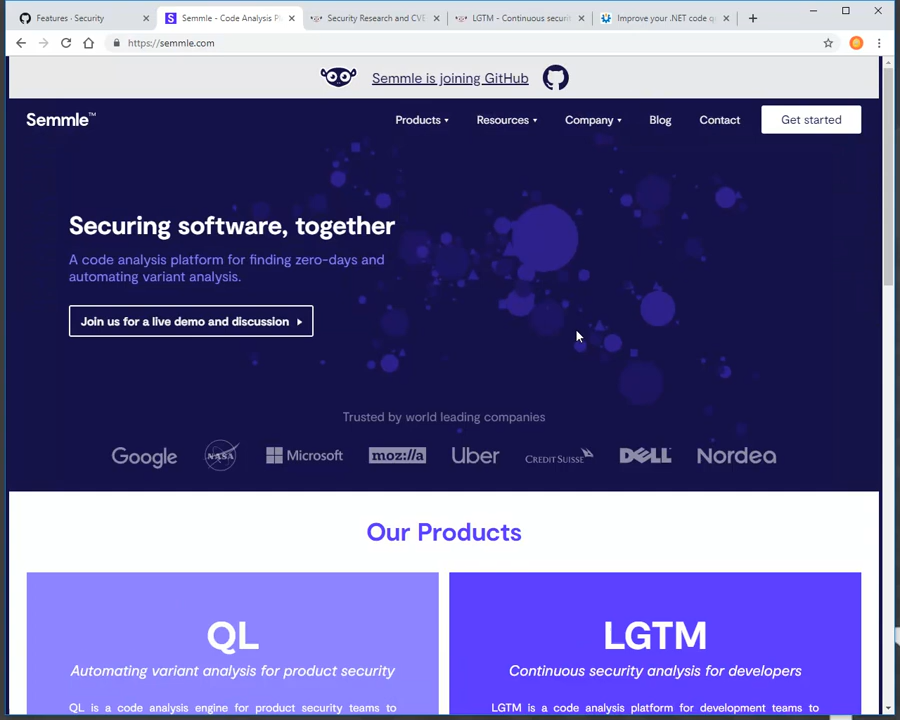 Features · Security
Semmle - Code Analysis P
Security Research and CVE
LGTM - Continuous securit
Improve your .NET code q
https://semmle.com
Semmle is joining GitHub
Semmle™
Products
Resources
Company
Blog
Contact
Get started
Securing software, together
A code analysis platform for finding zero-days and
automating variant analysis.
Join us for a live demo and discussion
Trusted by world leading companies
Google
NASA
Microsoft
moz://a
Uber
CREDIT SUISSE
DELL
Nordea
Our Products
QL
Automating variant analysis for product security
QL is a code analysis engine for product security teams to
LGTM
Continuous security analysis for developers
LGTM is a code analysis platform for development teams to